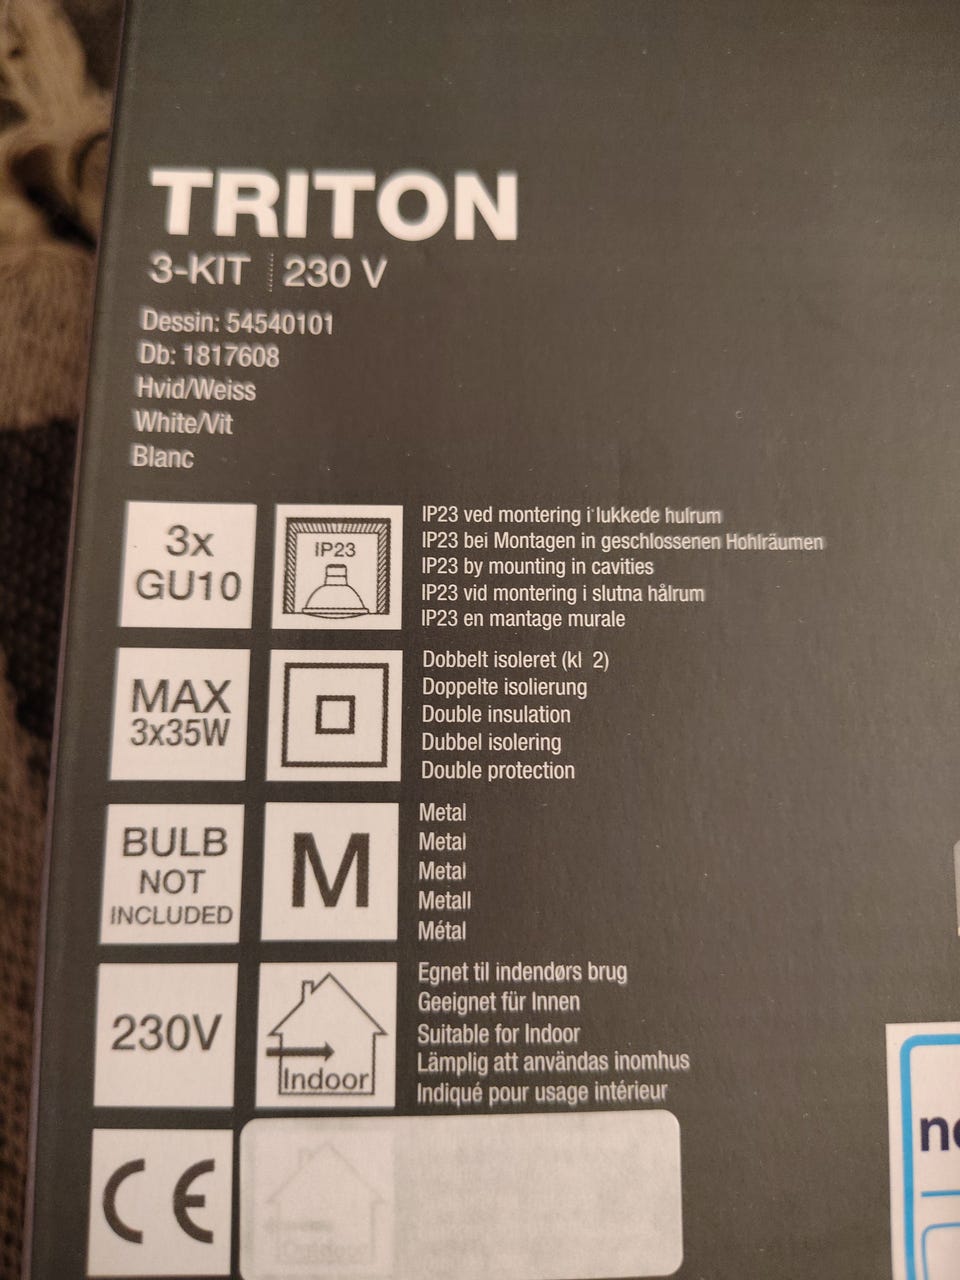 TRITON
3-KIT 230 V
Dessin: 54540101
Db: 1817608
Hvid/Weiss
White/Vit
Blanc
3x
GU10
IP23
IP23 ved montering i lukkede hulrum
IP23 bei Montagen in geschlossenen Hohlräumen
IP23 by mounting in cavities
IP23 vid montering i slutna hålrum
IP23 en mantage murale
MAX
3x35W
Dobbelt isoleret (kl 2)
Doppelte isolierung
Double insulation
Dubbel isolering
Double protection
BULB
NOT
INCLUDED
M
Metal
Metal
Metal
Metall
Métal
230V
Indoor
Egnet til indendørs brug
Geeignet für Innen
Suitable for Indoor
Lämplig att användas inomhus
Indiqué pour usage intérieur
CE
Outdoor